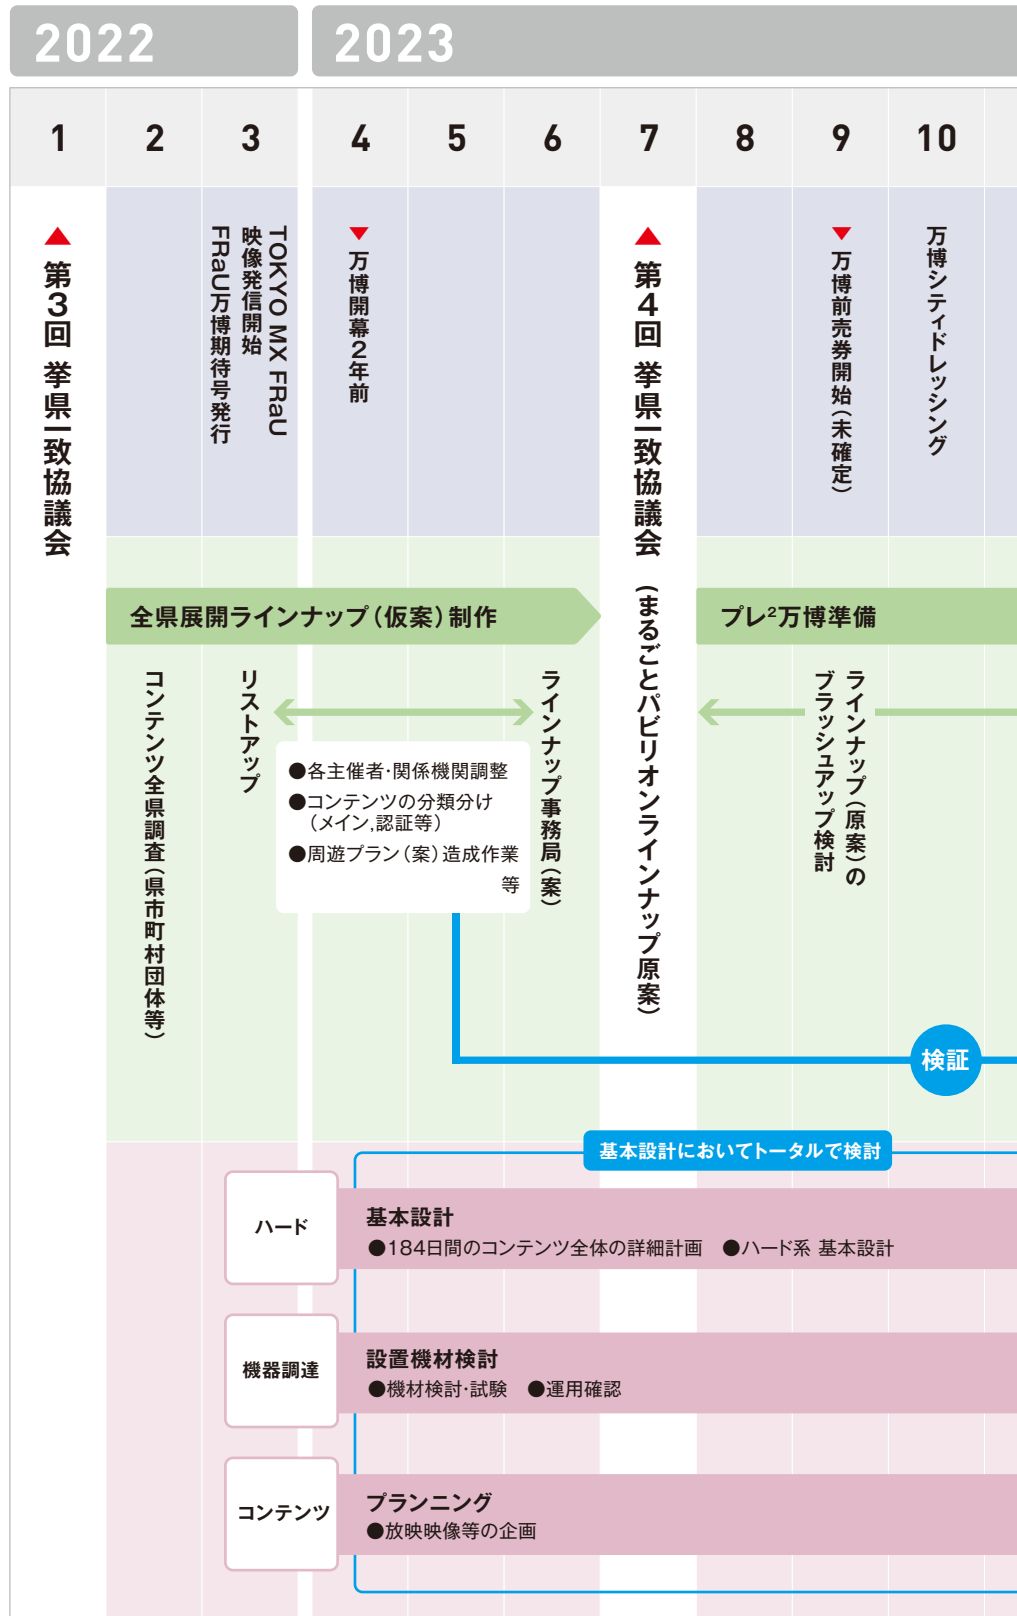 2022
2023
1
2
3
4
5
6
7
8
9
10
▲第3回 挙県一致協議会
TOKYO MX FRaU
映像発信開始
FRaU万博期待号発行
▼万博開幕2年前
▲第4回 挙県一致協議会
(まるごとパビリオンラインナップ原案)
▼万博前売券開始(未確定)
万博シティドレッシング
全県展開ラインナップ(仮案)制作
プレ²万博準備
コンテンツ全県調査(県市町村団体等)
リストアップ
●各主催者・関係機関調整
●コンテンツの分類分け
(メイン,認証等)
●周遊プラン(案)造成作業
等
ラインナップ事務局(案)
ラインナップ(原案)の
ブラッシュアップ検討
検証
基本設計においてトータルで検討
ハード
基本設計
●184日間のコンテンツ全体の詳細計画 ●ハード系 基本設計
機器調達
設置機材検討
●機材検討・試験 ●運用確認
コンテンツ
プランニング
●放映映像等の企画